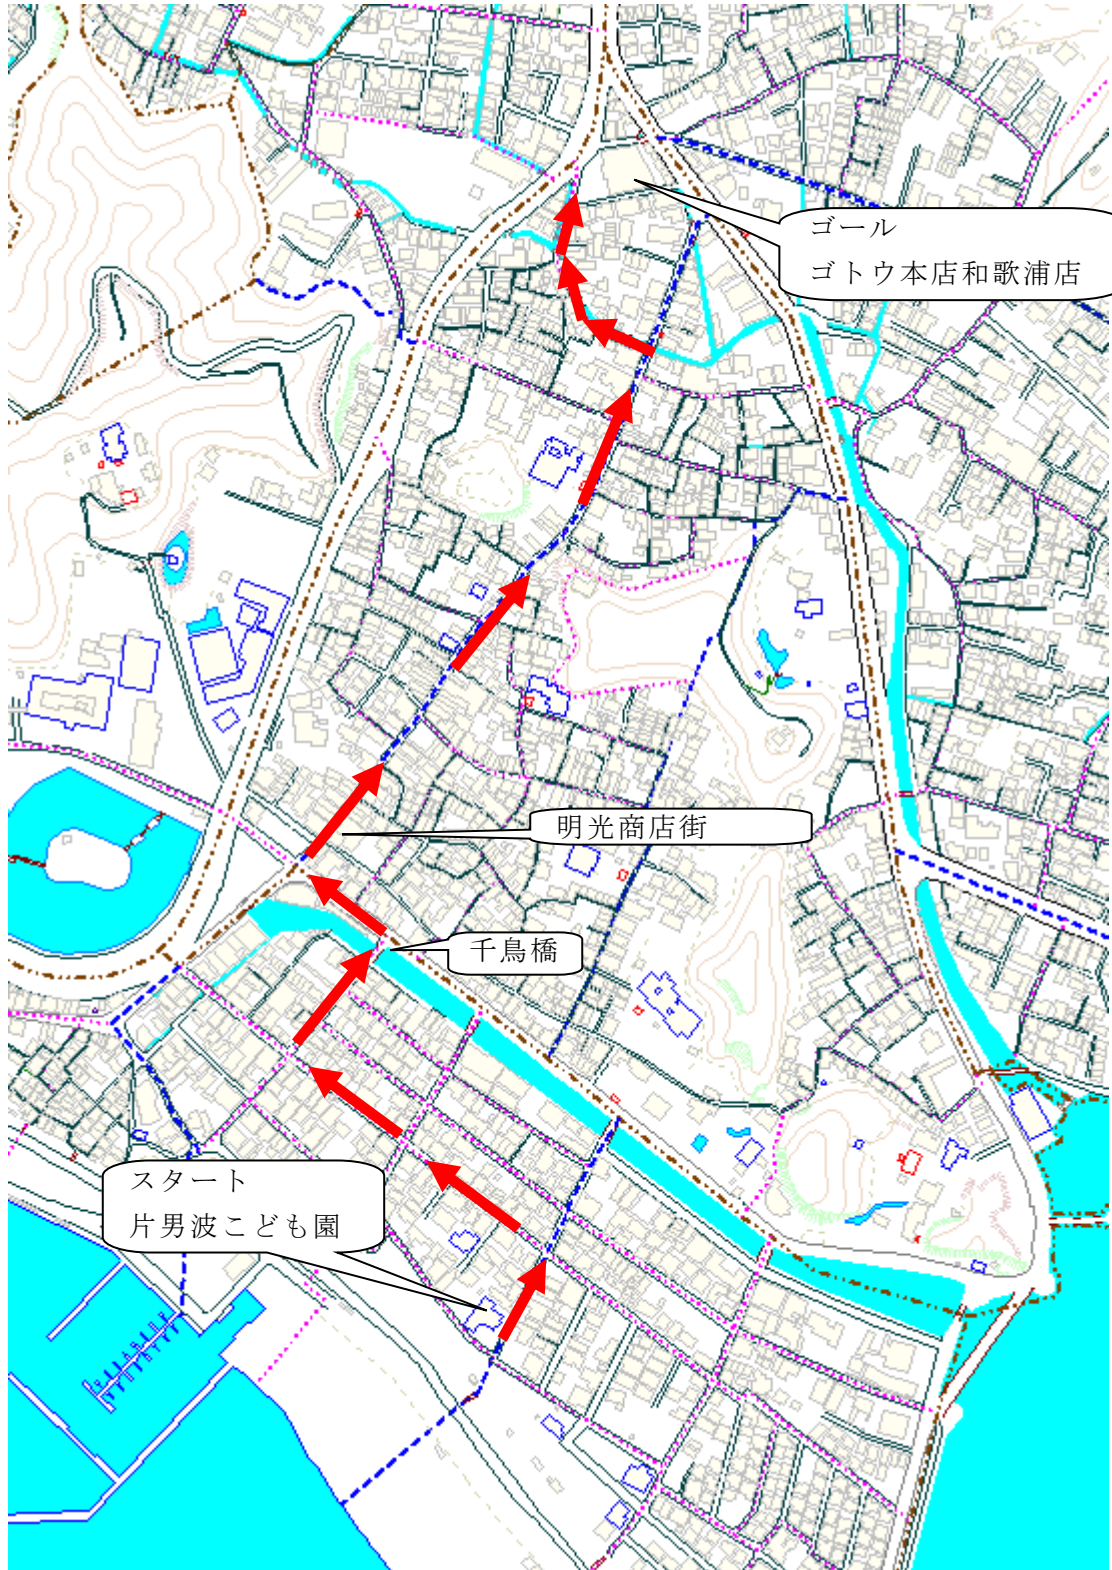 ゴール
ゴトウ本店和歌浦店
明光商店街
千鳥橋
スタート
片男波こども園